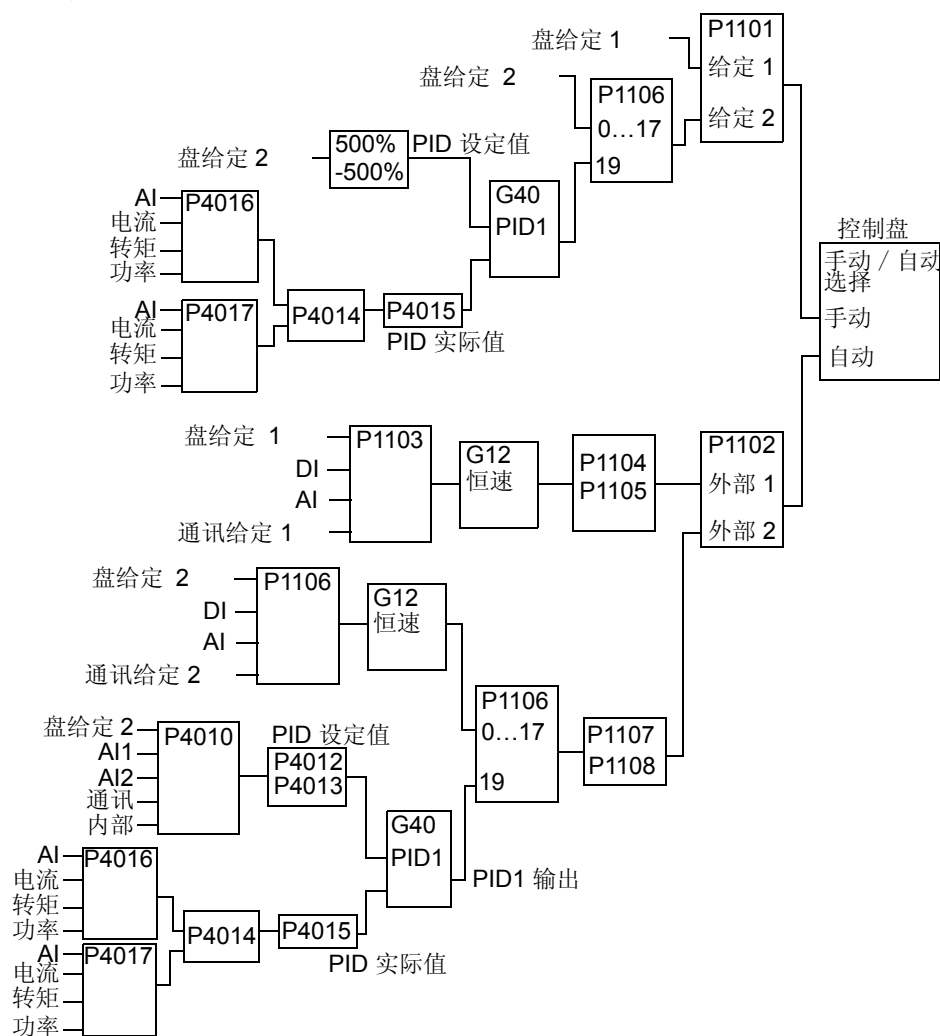 盘给定 1
P1101
给定 1
给定 2
盘给定 2
P1106
0…17
19
盘给定 2
500%
-500%
PID 设定值
G40
PID1
AI
电流
转矩
功率
P4016
AI
电流
转矩
功率
P4017
P4014
P4015
PID 实际值
控制盘
手动 / 自动
选择
手动
自动
盘给定 1
DI
AI
通讯给定 1
P1103
G12
恒速
P1104
P1105
P1102
外部 1
外部 2
盘给定 2
DI
AI
通讯给定 2
P1106
G12
恒速
P1106
0…17
19
P1107
P1108
盘给定 2
AI1
AI2
通讯
内部
P4010
PID 设定值
P4012
P4013
G40
PID1
PID1 输出
AI
电流
转矩
功率
P4016
AI
电流
转矩
功率
P4017
P4014
P4015
PID 实际值